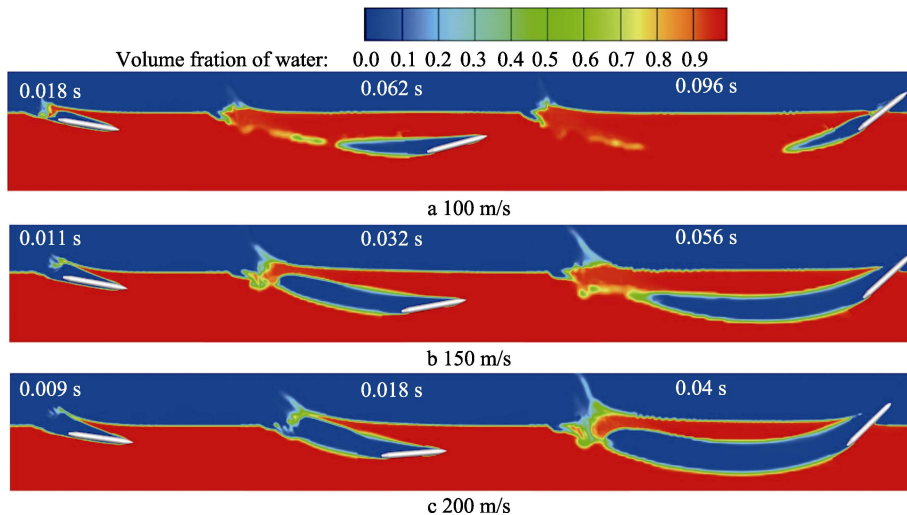 Volume fration of water: 0.0 0.1 0.2 0.3 0.4 0.5 0.6 0.7 0.8 0.9
0.018 s 0.062 s 0.096 s
a 100 m/s
0.011 s 0.032 s 0.056 s
b 150 m/s
0.009 s 0.018 s 0.04 s
c 200 m/s